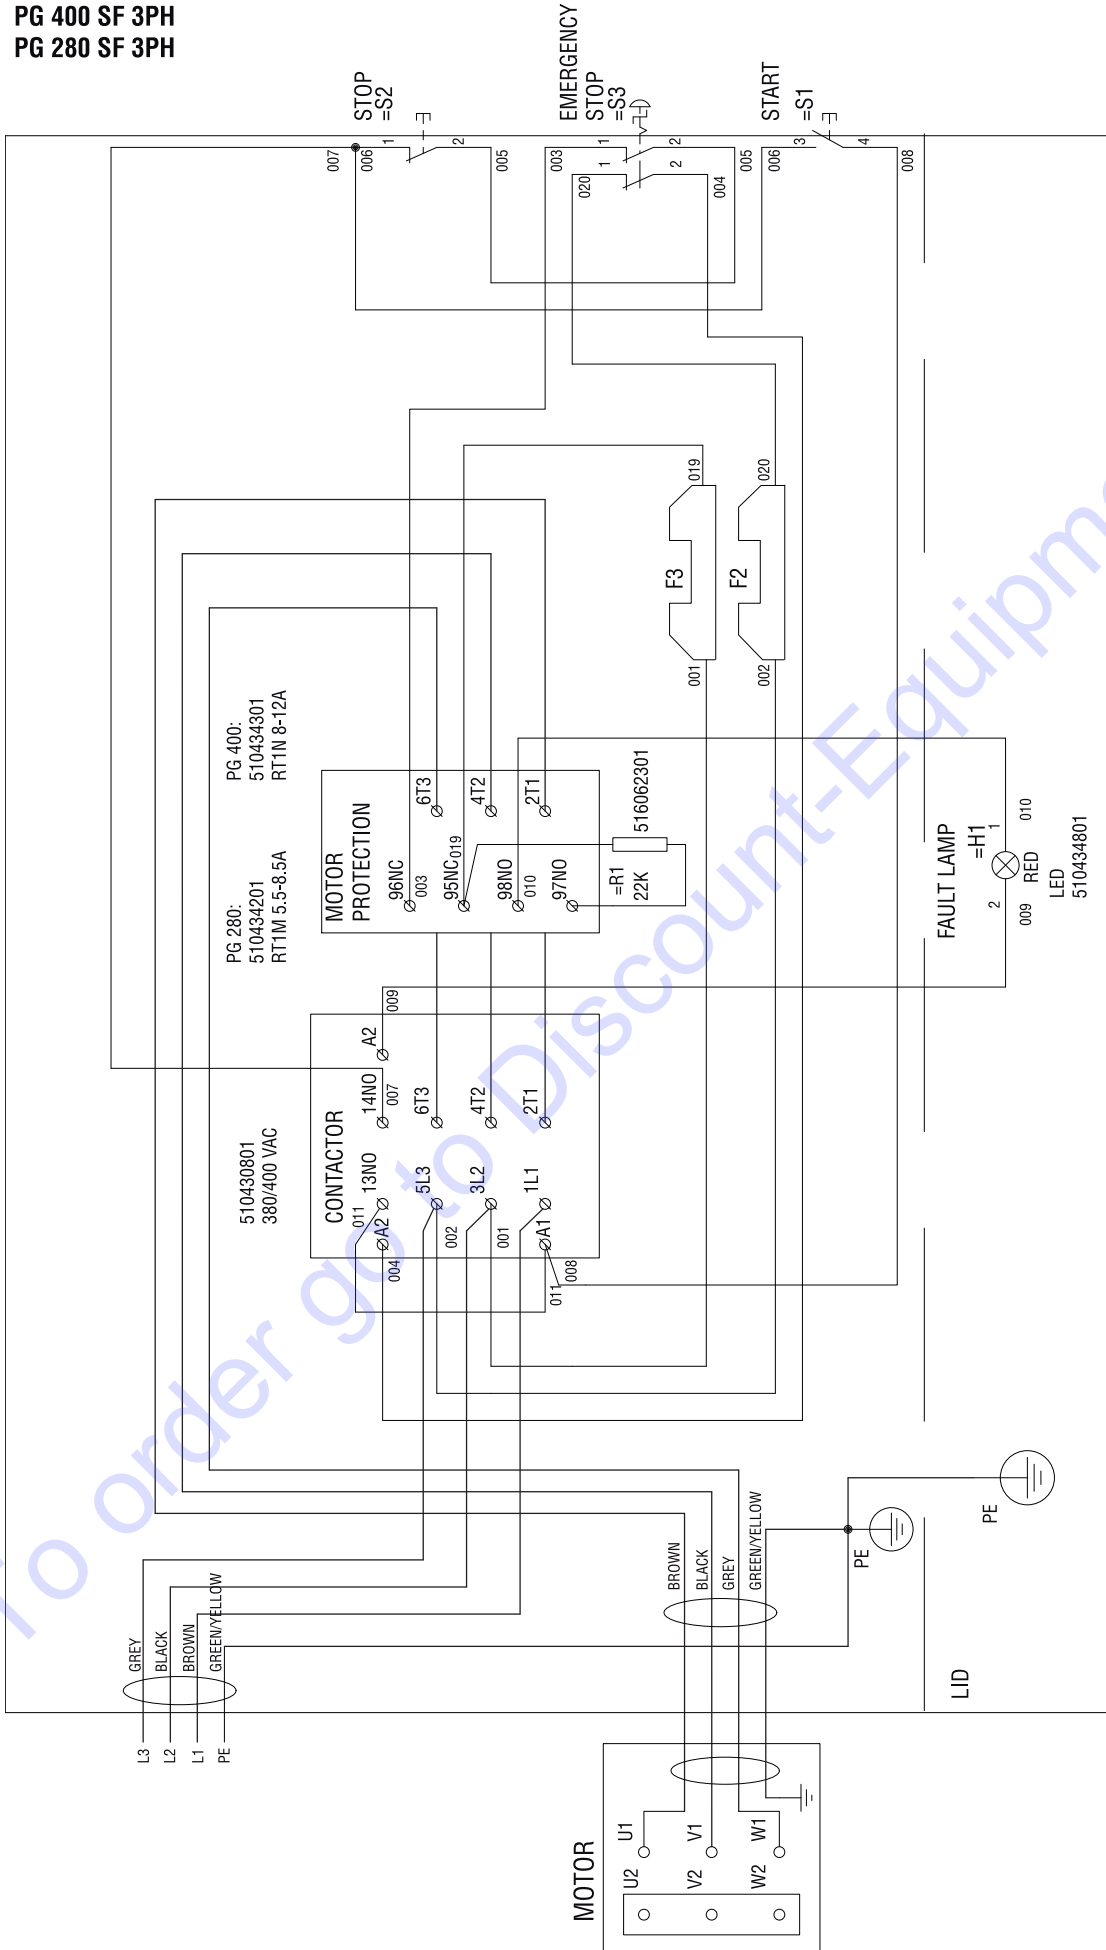 PG 400 SF 3PH
PG 280 SF 3PH
STOP
=S2
EMERGENCY
STOP
=S3
START
=S1
1
2
007
006
005
003
020
1
2
1
2
004
005
006
3
4
008
019
F3
001
020
F2
002
PG 400:
510434301
RT1N 8-12A
PG 280:
510434201
RT1M 5.5-8.5A
MOTOR
PROTECTION
96NC
003
95NC
019
98NO
010
97NO
6T3
4T2
2T1
=R1
22K
516062301
FAULT LAMP
=H1
1
2
010
009
RED
LED
510434801
510430801
380/400 VAC
CONTACTOR
A2
009
14NO
007
6T3
4T2
2T1
13NO
011
A2
004
5L3
002
3L2
001
1L1
A1
008
011
GREY
BLACK
BROWN
GREEN/YELLOW
L3
L2
L1
PE
BROWN
BLACK
GREY
GREEN/YELLOW
PE
PE
LID
MOTOR
U1
V1
W1
U2
V2
W2
To order go to Discount-Equipme